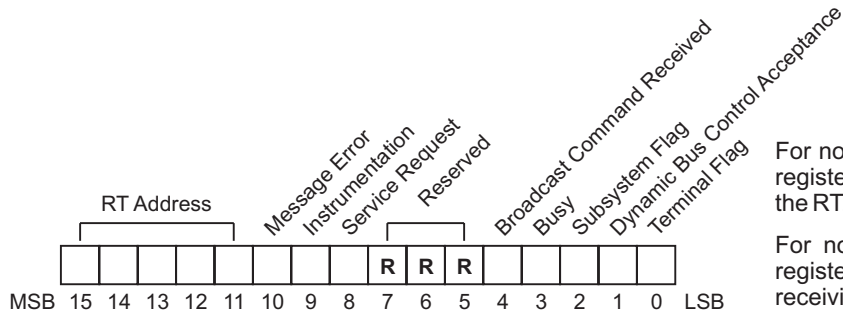 Message Error
Instrumentation
Service Request
Reserved
Broadcast Command Received
Busy
Subsystem Flag
Dynamic Bus Control Acceptance
Terminal Flag
RT Address
R R R
MSB 15 14 13 12 11 10 9 8 7 6 5 4 3 2 1 0 LSB
For no
registe
the RT
For no
registe
receivi